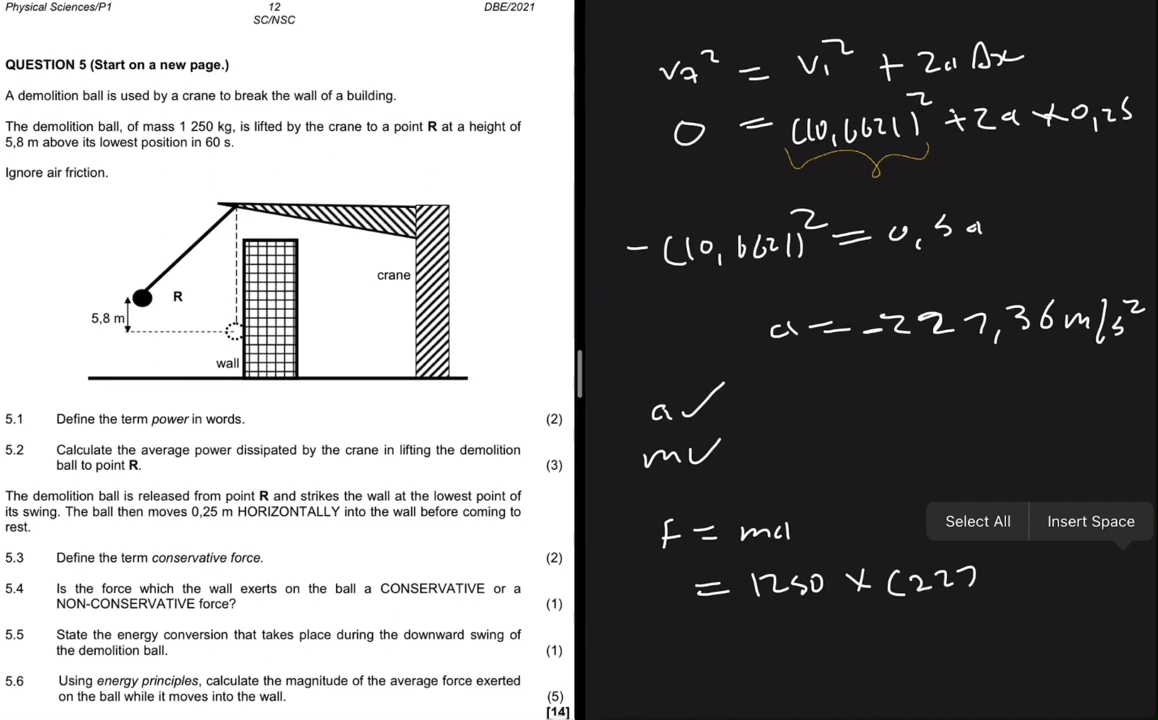 Physical Sciences/P1 12 DBE/2021
SC/NSC
QUESTION 5 (Start on a new page.)
A demolition ball is used by a crane to break the wall of a building.
The demolition ball, of mass 1 250 kg, is lifted by the crane to a point R at a height of
5,8 m above its lowest position in 60 s.
Ignore air friction.
crane
R
5,8 m
wall
5.1 Define the term power in words. (2)
5.2 Calculate the average power dissipated by the crane in lifting the demolition
ball to point R. (3)
The demolition ball is released from point R and strikes the wall at the lowest point of
its swing. The ball then moves 0,25 m HORIZONTALLY into the wall before coming to
rest.
5.3 Define the term conservative force. (2)
5.4 Is the force which the wall exerts on the ball a CONSERVATIVE or a
NON-CONSERVATIVE force? (1)
5.5 State the energy conversion that takes place during the downward swing of
the demolition ball. (1)
5.6 Using energy principles, calculate the magnitude of the average force exerted
on the ball while it moves into the wall. (5)
[14]
vf² = vi² + 2a Δx
0 = (10,6621)² + 2a × 0,25
- (10,6621)² = 0,5a
a = -227,36 m/s²
a ✓
m ✓
Select All Insert Space
F = ma
= 1250 × (227